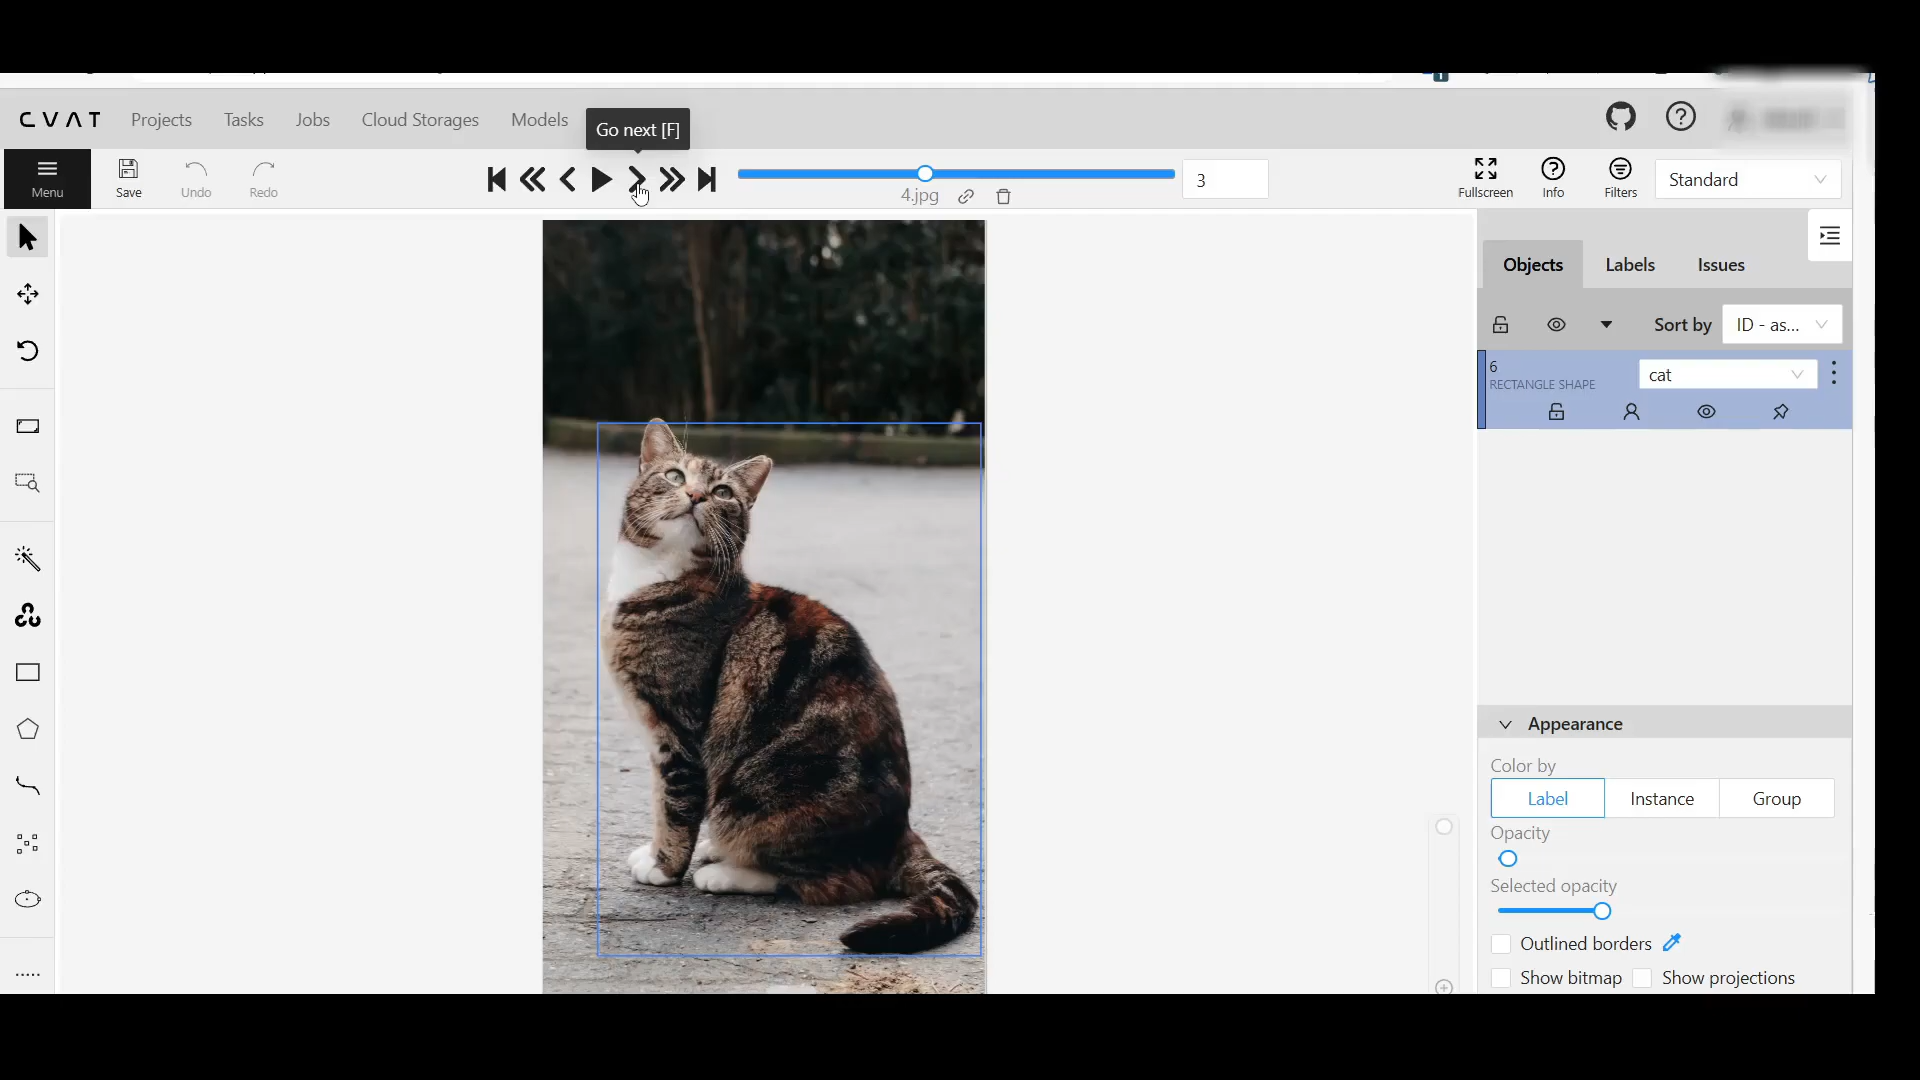 CVAT Projects Tasks Jobs Cloud Storages Models Go next [F]
Menu Save Undo Redo 4.jpg 3 Fullscreen Info Filters Standard
Objects Labels Issues
Sort by ID - as...
6 cat
RECTANGLE SHAPE
Appearance
Color by
Label Instance Group
Opacity
Selected opacity
Outlined borders
Show bitmap Show projections